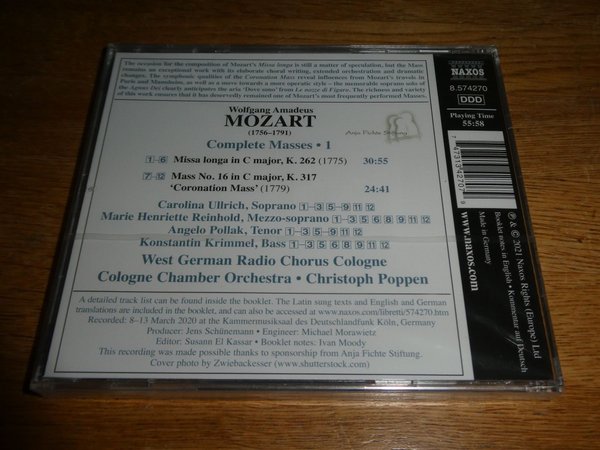 The occasion for the composition of Mozart's Missa longa is still a matter of speculation, but the Mass
remains an exceptional work with its elaborate choral writing, extended orchestration and dramatic
changes. The symphonic qualities of the Coronation Mass reveal influences from Mozart's travels in
Paris and Mannheim, as well as a move towards a more operatic style – the memorable soprano solo of
the Agnus Dei clearly anticipates the aria 'Dove sono' from Le nozze di Figaro. The richness and variety of
this work ensures that it has deservedly remained one of Mozart's most frequently performed Masses.
Wolfgang Amadeus
MOZART
(1756–1791)
Anja Fichte Stiftung
Complete Masses • 1
1–6 Missa longa in C major, K. 262 (1775) 30:55
7–12 Mass No. 16 in C major, K. 317
'Coronation Mass' (1779) 24:41
Carolina Ullrich, Soprano 1–3 5–9 11 12
Marie Henriette Reinhold, Mezzo-soprano 1–3 5–9 11 12
Angelo Pollak, Tenor 1–3 5–9 11 12
Konstantin Krimmel, Bass 1–3 5–9 11 12
West German Radio Chorus Cologne
Cologne Chamber Orchestra • Christoph Poppen
A detailed track list can be found inside the booklet. The Latin sung texts and English and German
translations are included in the booklet, and can also be accessed at www.naxos.com/libretti/574270.htm
Recorded: 8–13 March 2020 at the Kammermusiksaal des Deutschlandfunk Köln, Germany
Producer: Jens Schünemann • Engineer: Michael Morawietz
Editor: Susann El Kassar • Booklet notes: Ivan Moody
This recording was made possible thanks to sponsorship from Anja Fichte Stiftung.
Cover photo by Zwiebackesser (www.shutterstock.com)
NAXOS
8.574270
DDD
Playing Time
55:58
7 47313 42707 9
℗ & © 2021 Naxos Rights (Europe) Ltd
Booklet notes in English • Kommentar auf Deutsch
Made in Germany
www.naxos.com